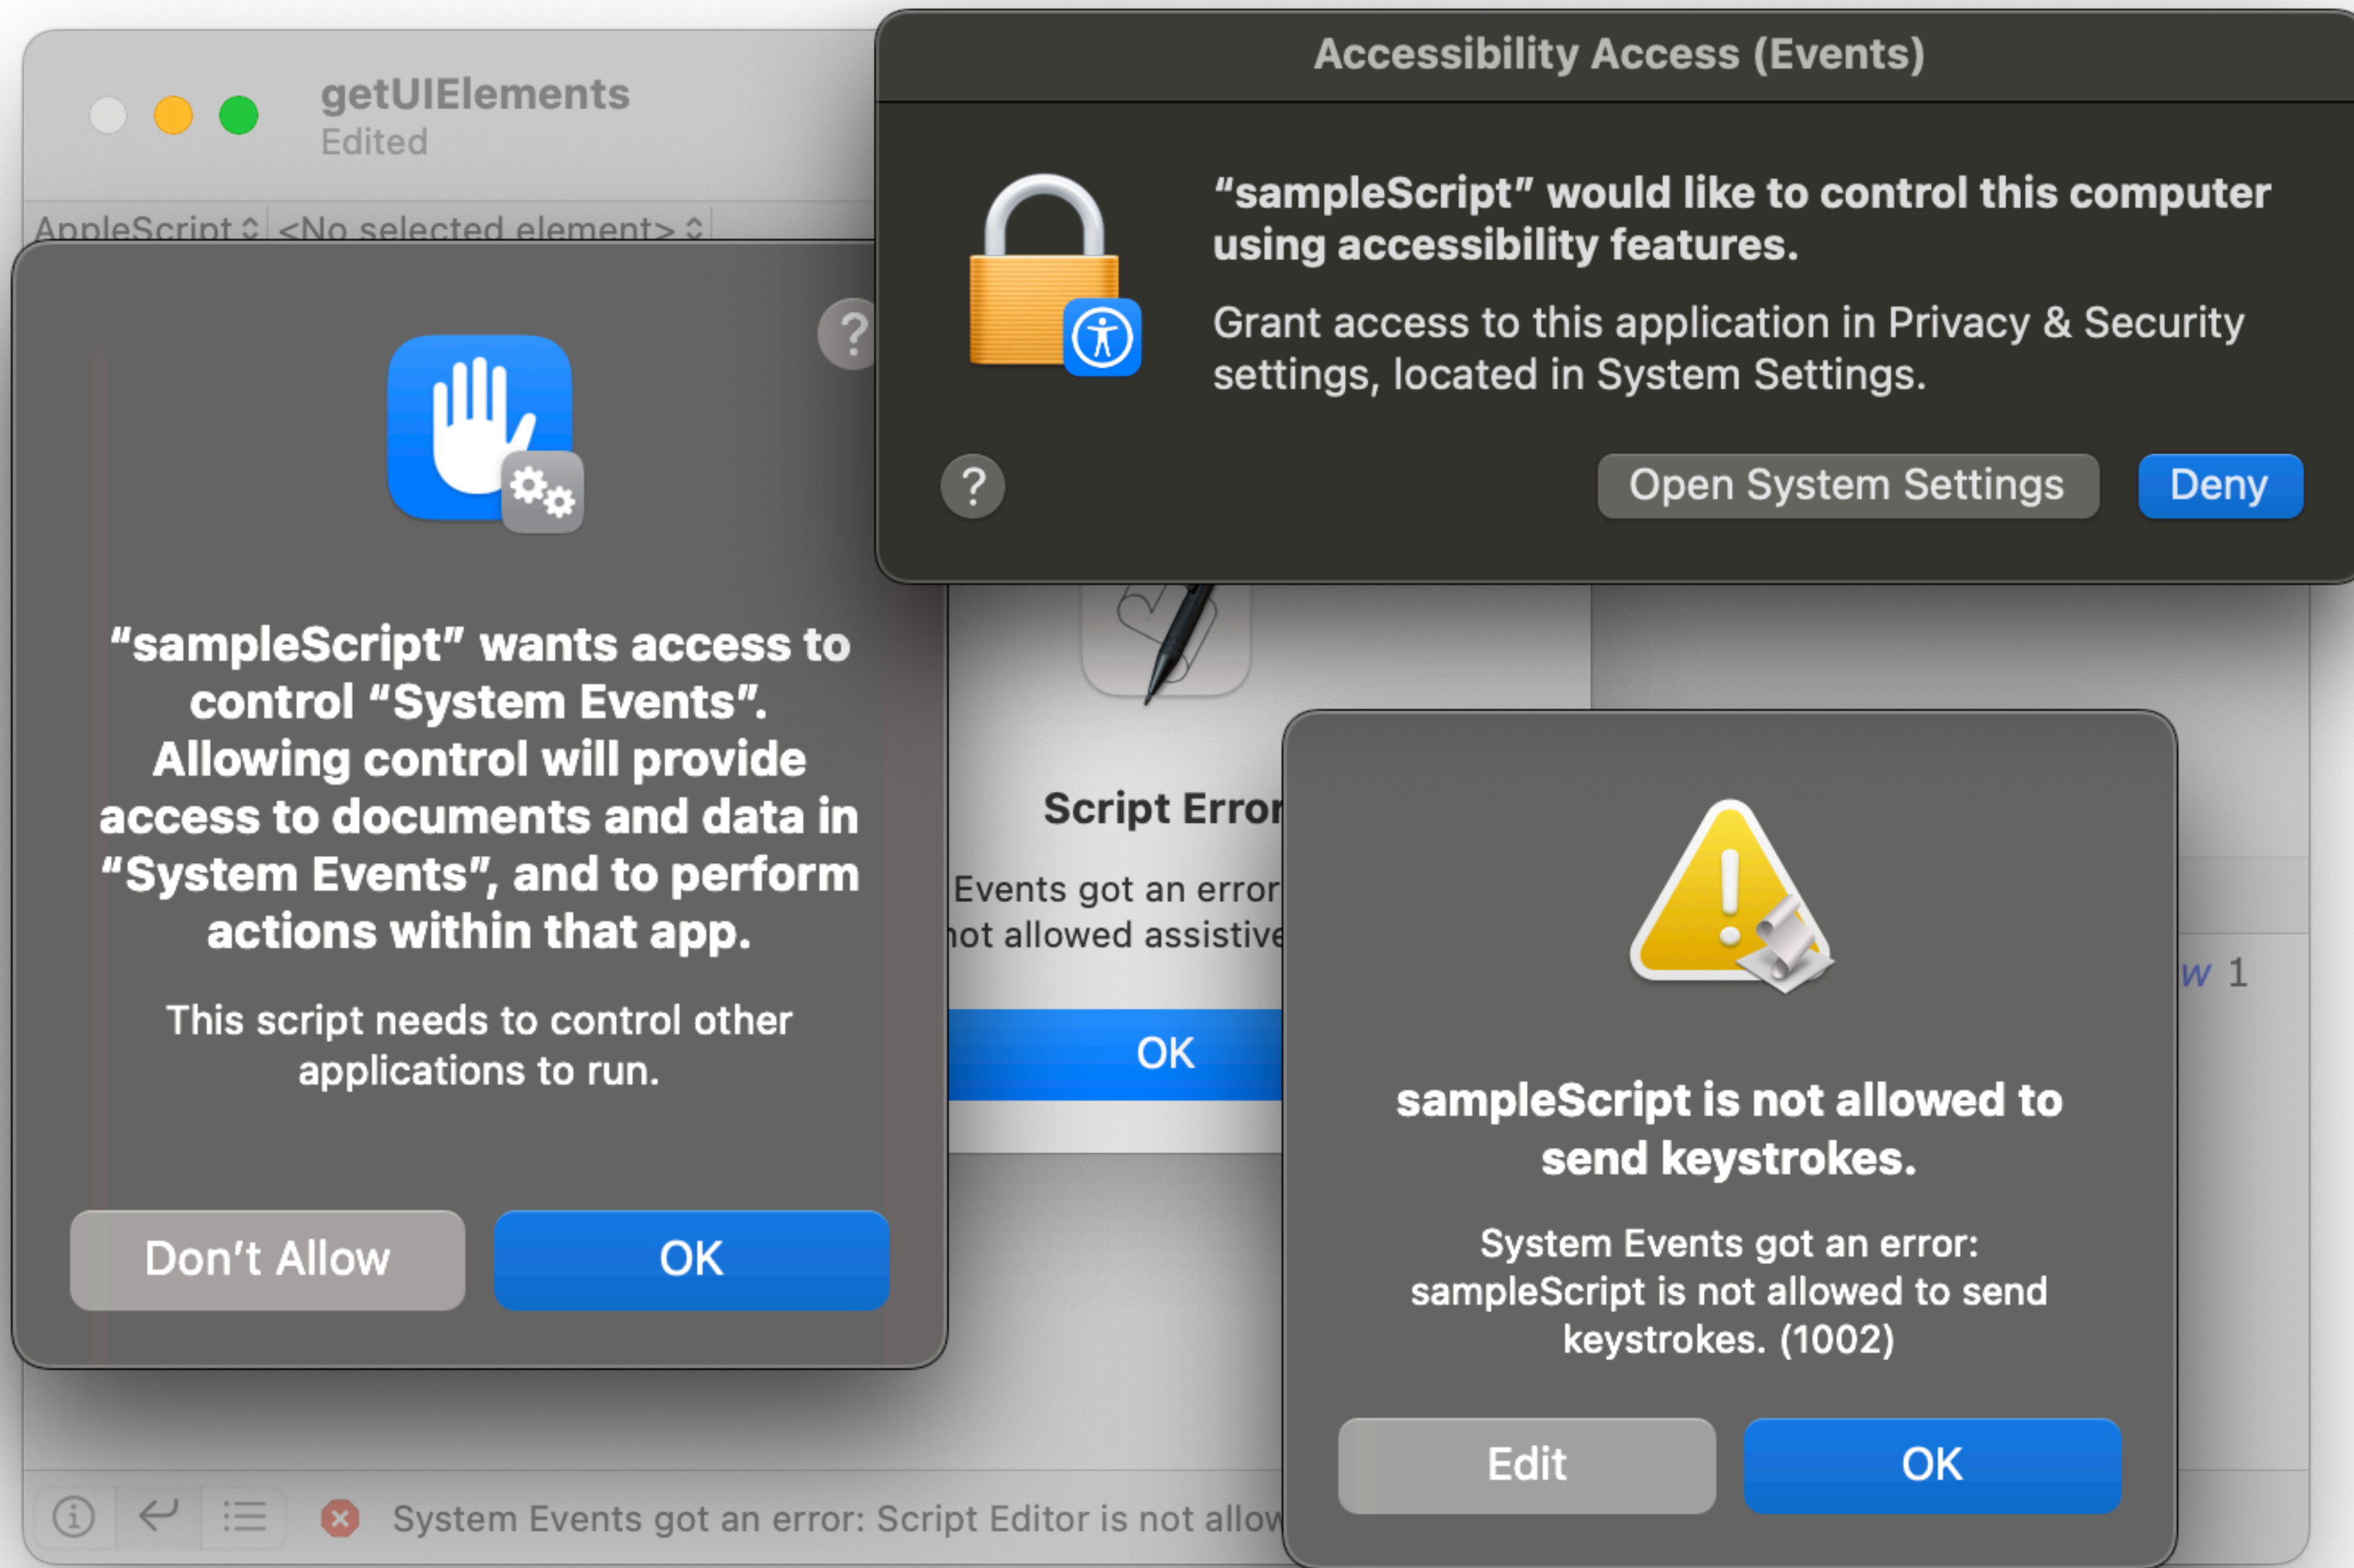 getUIElements
Edited
AppleScript
<No selected element>
Accessibility Access (Events)
“sampleScript” would like to control this computer
using accessibility features.
Grant access to this application in Privacy & Security
settings, located in System Settings.
?
Open System Settings
Deny
?
“sampleScript” wants access to
control “System Events”.
Allowing control will provide
access to documents and data in
“System Events”, and to perform
actions within that app.
This script needs to control other
applications to run.
Don’t Allow
OK
Script Error
Events got an error
not allowed assistive
OK
w 1
sampleScript is not allowed to
send keystrokes.
System Events got an error:
sampleScript is not allowed to send
keystrokes. (1002)
Edit
OK
System Events got an error: Script Editor is not allow